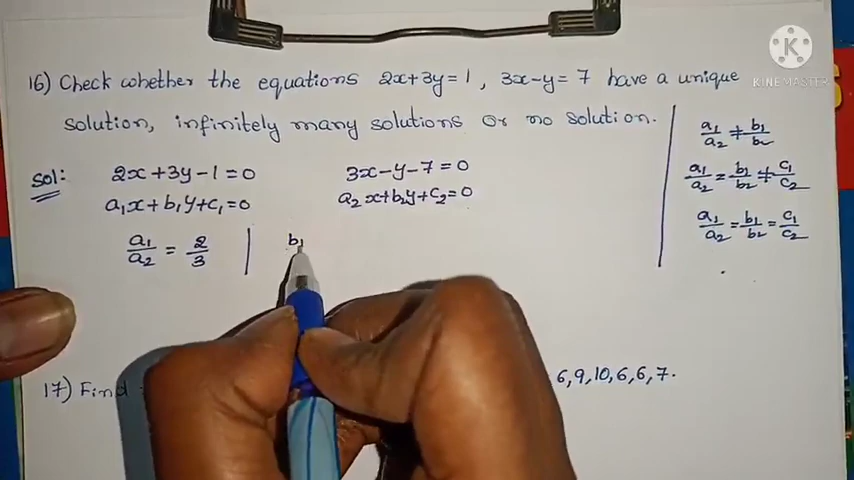 16) Check whether the equations 2x+3y=1, 3x-y=7 have a unique
solution, infinitely many solutions or no solution.
Sol: 2x+3y-1=0 3x-y-7=0
a₁x+b₁y+c₁=0 a₂x+b₂y+c₂=0
a₁/a₂ = 2/3 | b₁
a₁/a₂ ≠ b₁/b₂
a₁/a₂ = b₁/b₂ ≠ c₁/c₂
a₁/a₂ = b₁/b₂ = c₁/c₂
17) Find 6,9,10,6,6,7.
K
KINEMASTER